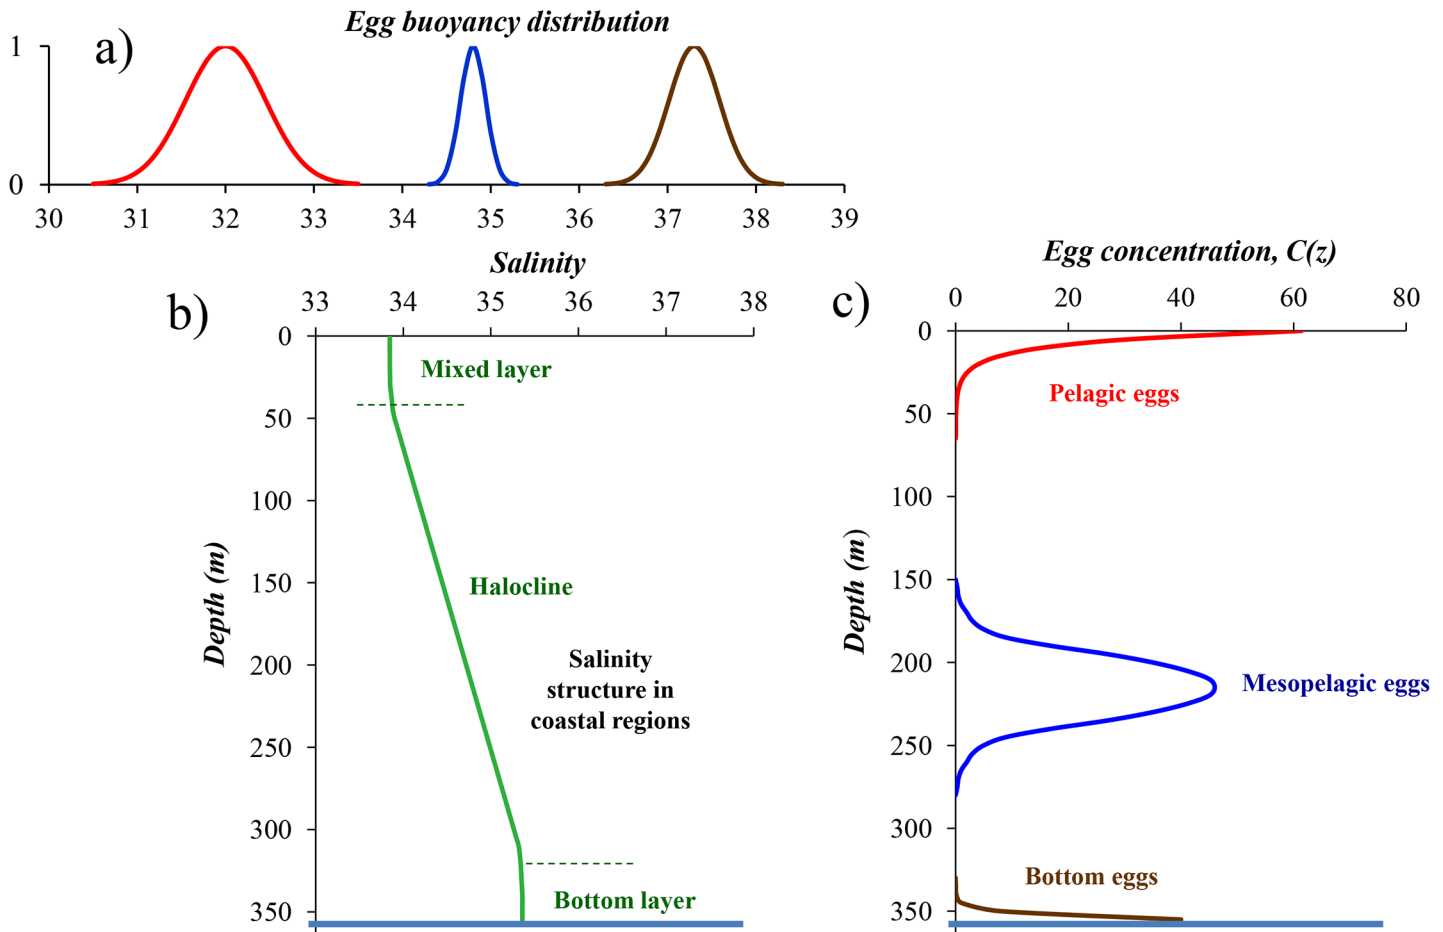 Egg buoyancy distribution
a)
1
0
30 31 32 33 34 35 36 37 38 39
Salinity
b)
33 34 35 36 37 38
0
50
100
150
200
250
300
350
Depth (m)
Mixed layer
Halocline
Salinity
structure in
coastal regions
Bottom layer
Egg concentration, C(z)
c)
0 20 40 60 80
0
50
100
150
200
250
300
350
Depth (m)
Pelagic eggs
Mesopelagic eggs
Bottom eggs